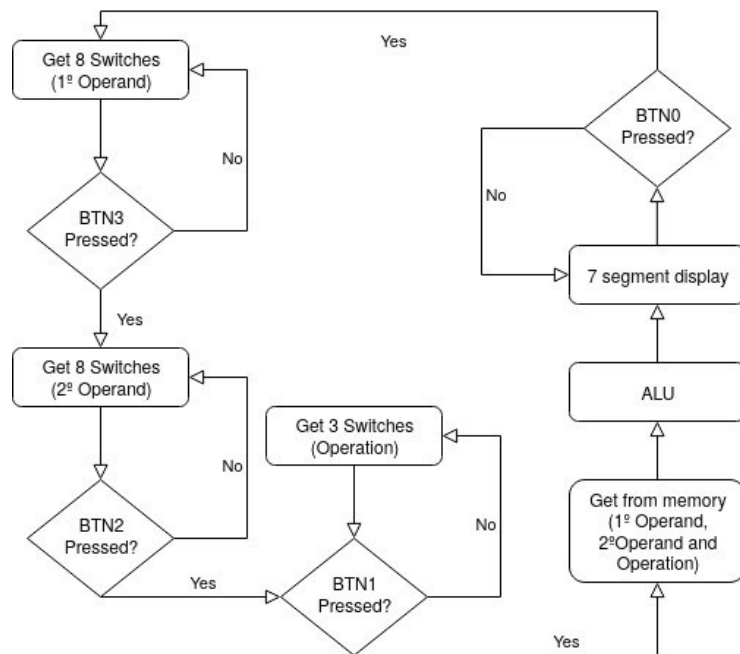 Yes
Get 8 Switches
(1º Operand)
No
BTN3
Pressed?
Yes
Get 8 Switches
(2º Operand)
No
BTN2
Pressed?
Yes
Get 3 Switches
(Operation)
No
BTN1
Pressed?
Yes
Get from memory
(1º Operand,
2ºOperand and
Operation)
ALU
7 segment display
BTN0
Pressed?
No